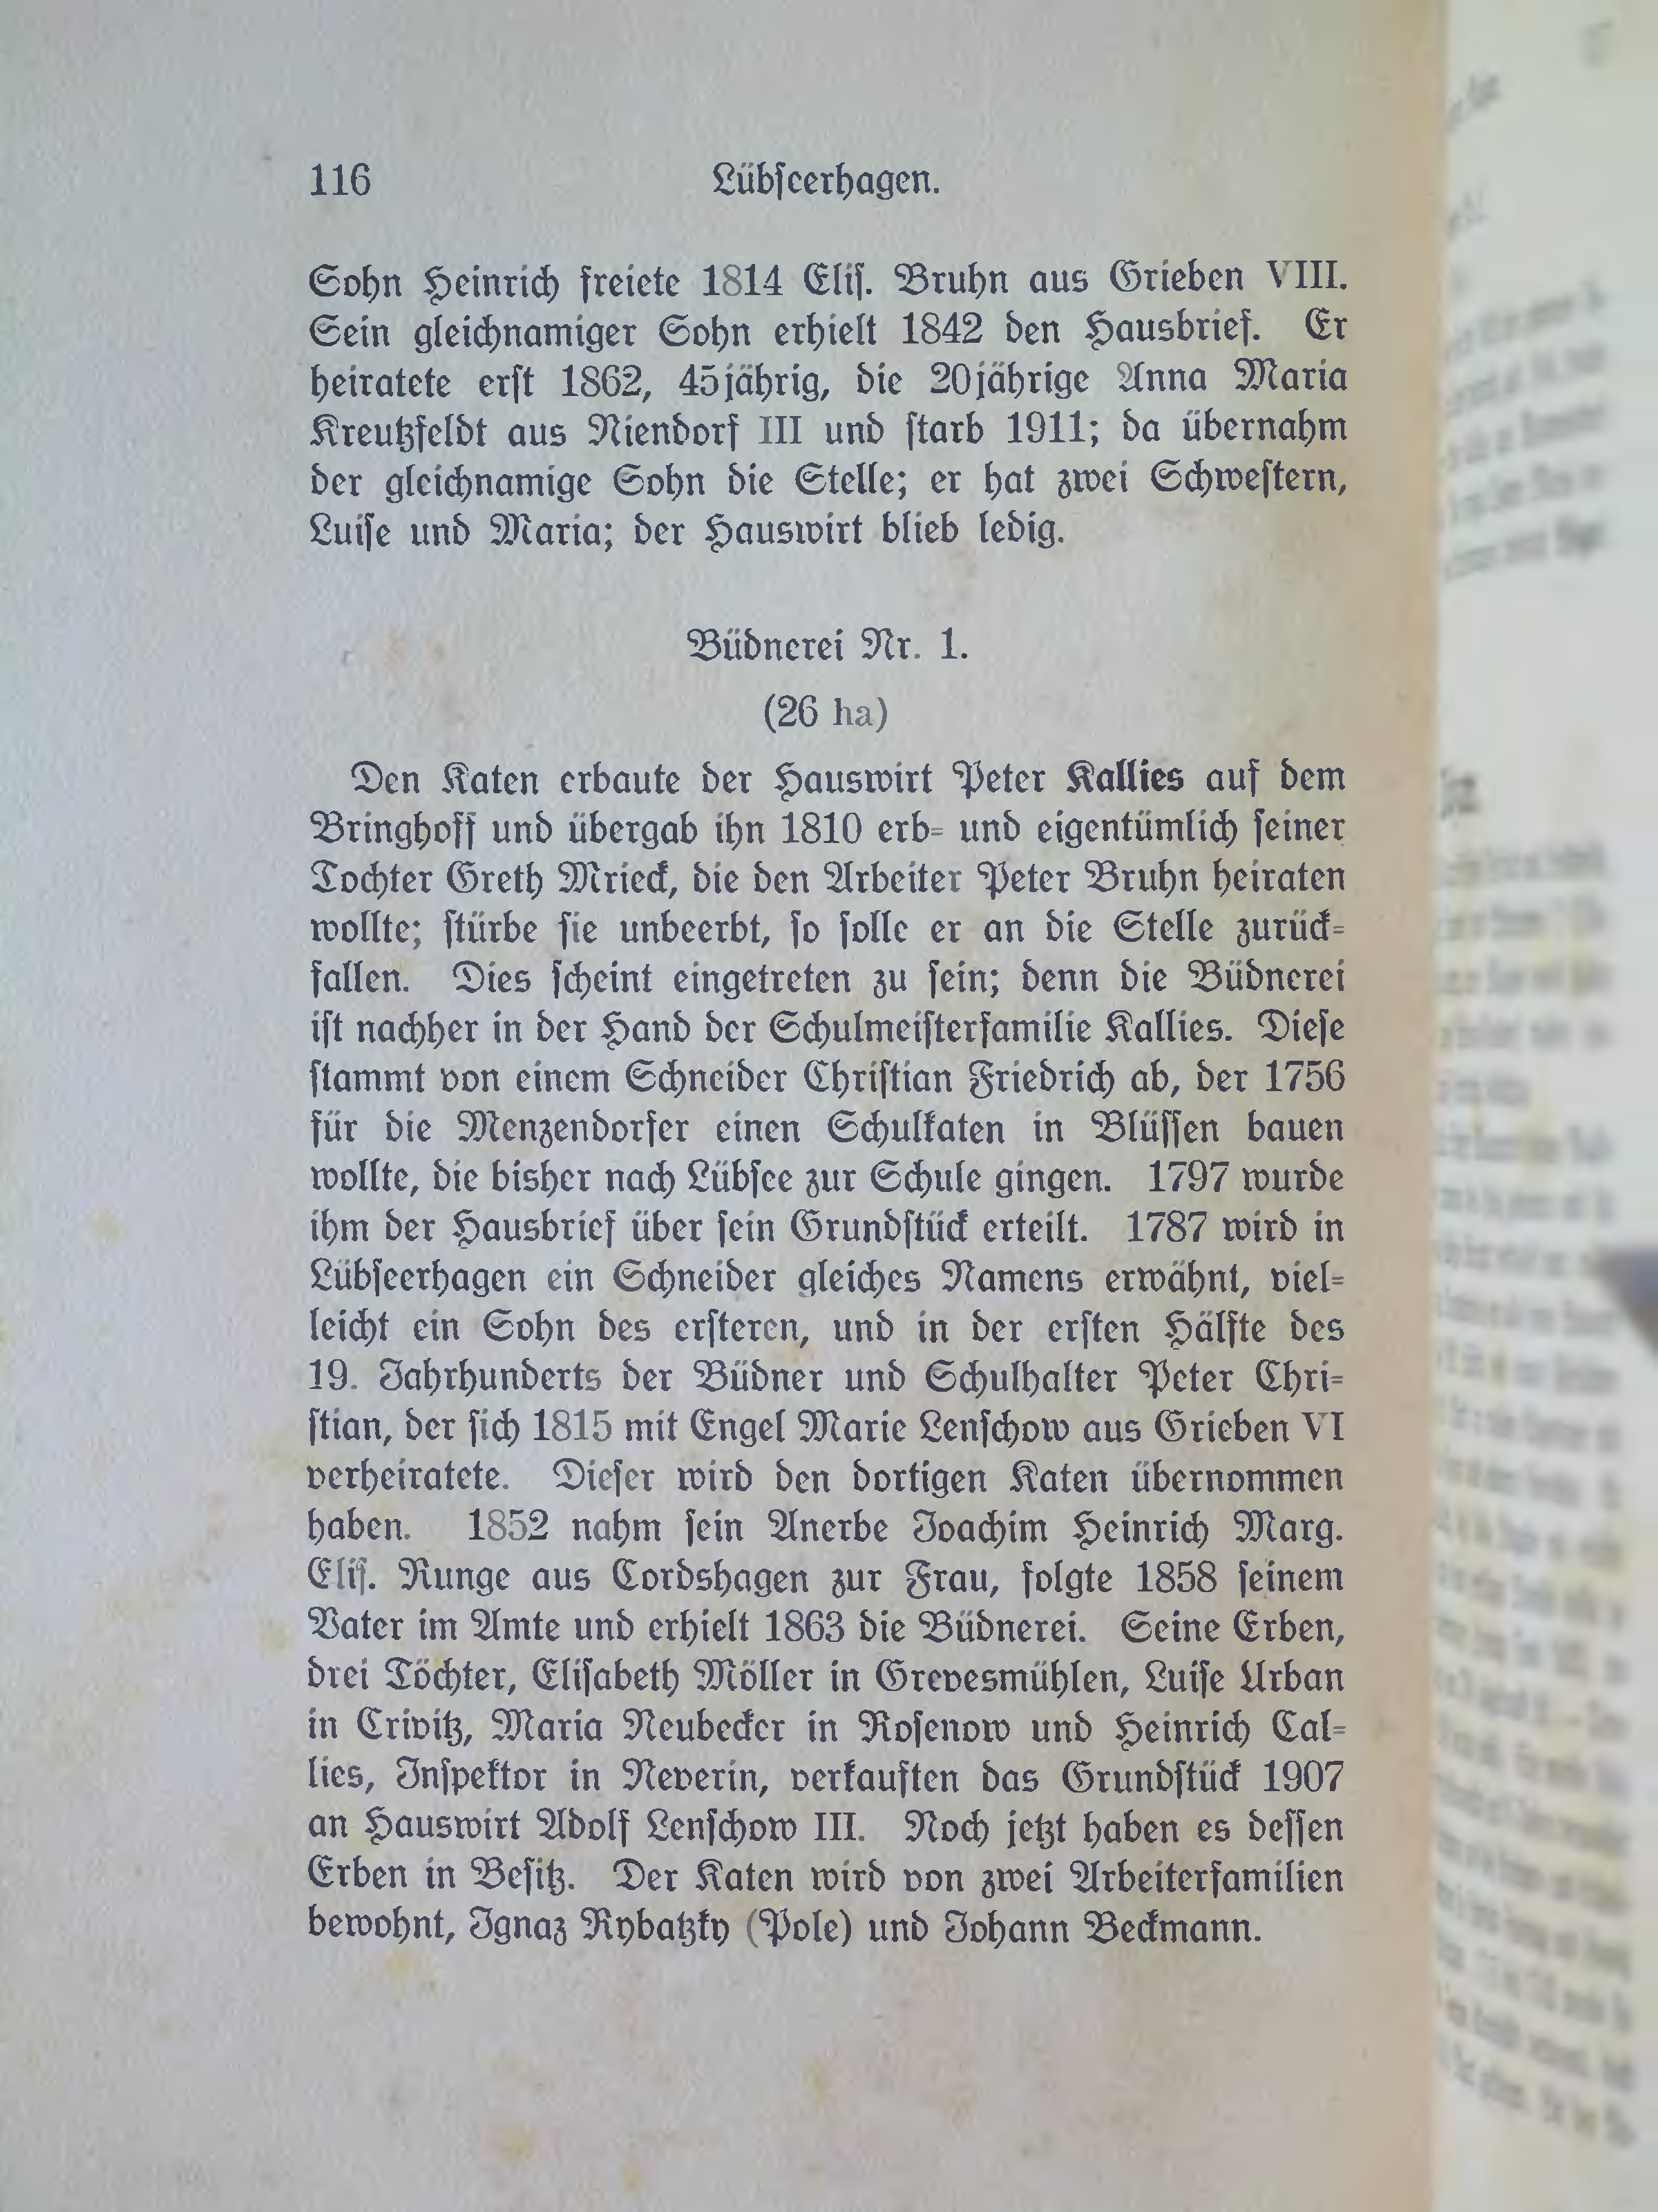 116 Lübseerhagen.
Sohn Heinrich freiete 1814 Elis. Bruhn aus Grieben VIII.
Sein gleichnamiger Sohn erhielt 1842 den Hausbrief. Er
heiratete erst 1862, 45jährig, die 20jährige Anna Maria
Kreutzfeldt aus Niendorf III und starb 1911; da übernahm
der gleichnamige Sohn die Stelle; er hat zwei Schwestern,
Luise und Maria; der Hauswirt blieb ledig.
Büdnerei Nr. 1.
(26 ha)
Den Katen erbaute der Hauswirt Peter Kallies auf dem
Bringhoff und übergab ihn 1810 erb- und eigentümlich seiner
Tochter Greth Mrieck, die den Arbeiter Peter Bruhn heiraten
wollte; stürbe sie unbeerbt, so solle er an die Stelle zurück-
fallen. Dies scheint eingetreten zu sein; denn die Büdnerei
ist nachher in der Hand der Schulmeisterfamilie Kallies. Diese
stammt von einem Schneider Christian Friedrich ab, der 1756
für die Menzendorfer einen Schulkaten in Blüssen bauen
wollte, die bisher nach Lübsee zur Schule gingen. 1797 wurde
ihm der Hausbrief über sein Grundstück erteilt. 1787 wird in
Lübseerhagen ein Schneider gleiches Namens erwähnt, viel-
leicht ein Sohn des ersteren, und in der ersten Hälfte des
19. Jahrhunderts der Büdner und Schulhalter Peter Chri-
stian, der sich 1815 mit Engel Marie Lenschow aus Grieben VI
verheiratete. Dieser wird den dortigen Katen übernommen
haben. 1852 nahm sein Anerbe Joachim Heinrich Marg.
Elis. Runge aus Cordshagen zur Frau, folgte 1858 seinem
Vater im Amte und erhielt 1863 die Büdnerei. Seine Erben,
drei Töchter, Elisabeth Möller in Grevesmühlen, Luise Urban
in Crivitz, Maria Neubecker in Rosenow und Heinrich Cal-
lies, Inspektor in Neverin, verkauften das Grundstück 1907
an Hauswirt Adolf Lenschow III. Noch jetzt haben es dessen
Erben in Besitz. Der Katen wird von zwei Arbeiterfamilien
bewohnt, Ignaz Rybatzky (Pole) und Johann Beckmann.